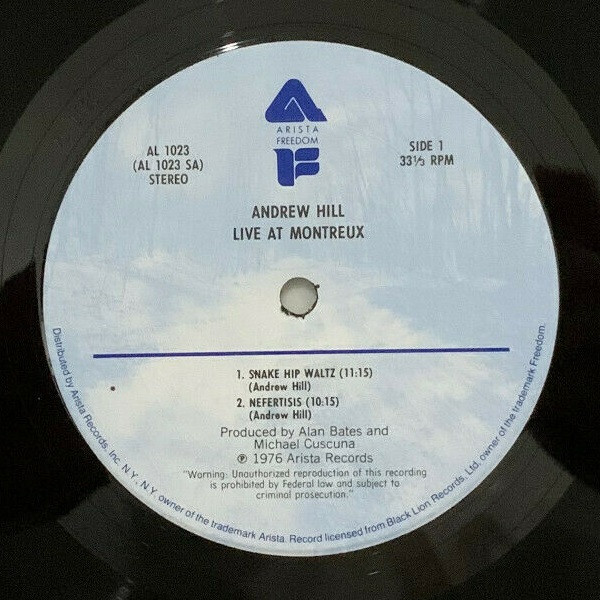 ARISTA
FREEDOM
AL 1023
(AL 1023 SA)
STEREO
SIDE 1
33⅓ RPM
ANDREW HILL
LIVE AT MONTREUX
1. SNAKE HIP WALTZ (11:15)
(Andrew Hill)
2. NEFERTISIS (10:15)
(Andrew Hill)
Produced by Alan Bates and
Michael Cuscuna
℗ 1976 Arista Records
"Warning: Unauthorized reproduction of this recording
is prohibited by Federal law and subject to
criminal prosecution."
Distributed by Arista Records, Inc. N.Y., N.Y. owner of the trademark Arista. Record licensed from Black Lion Records, Ltd. owner of the trademark Freedom.